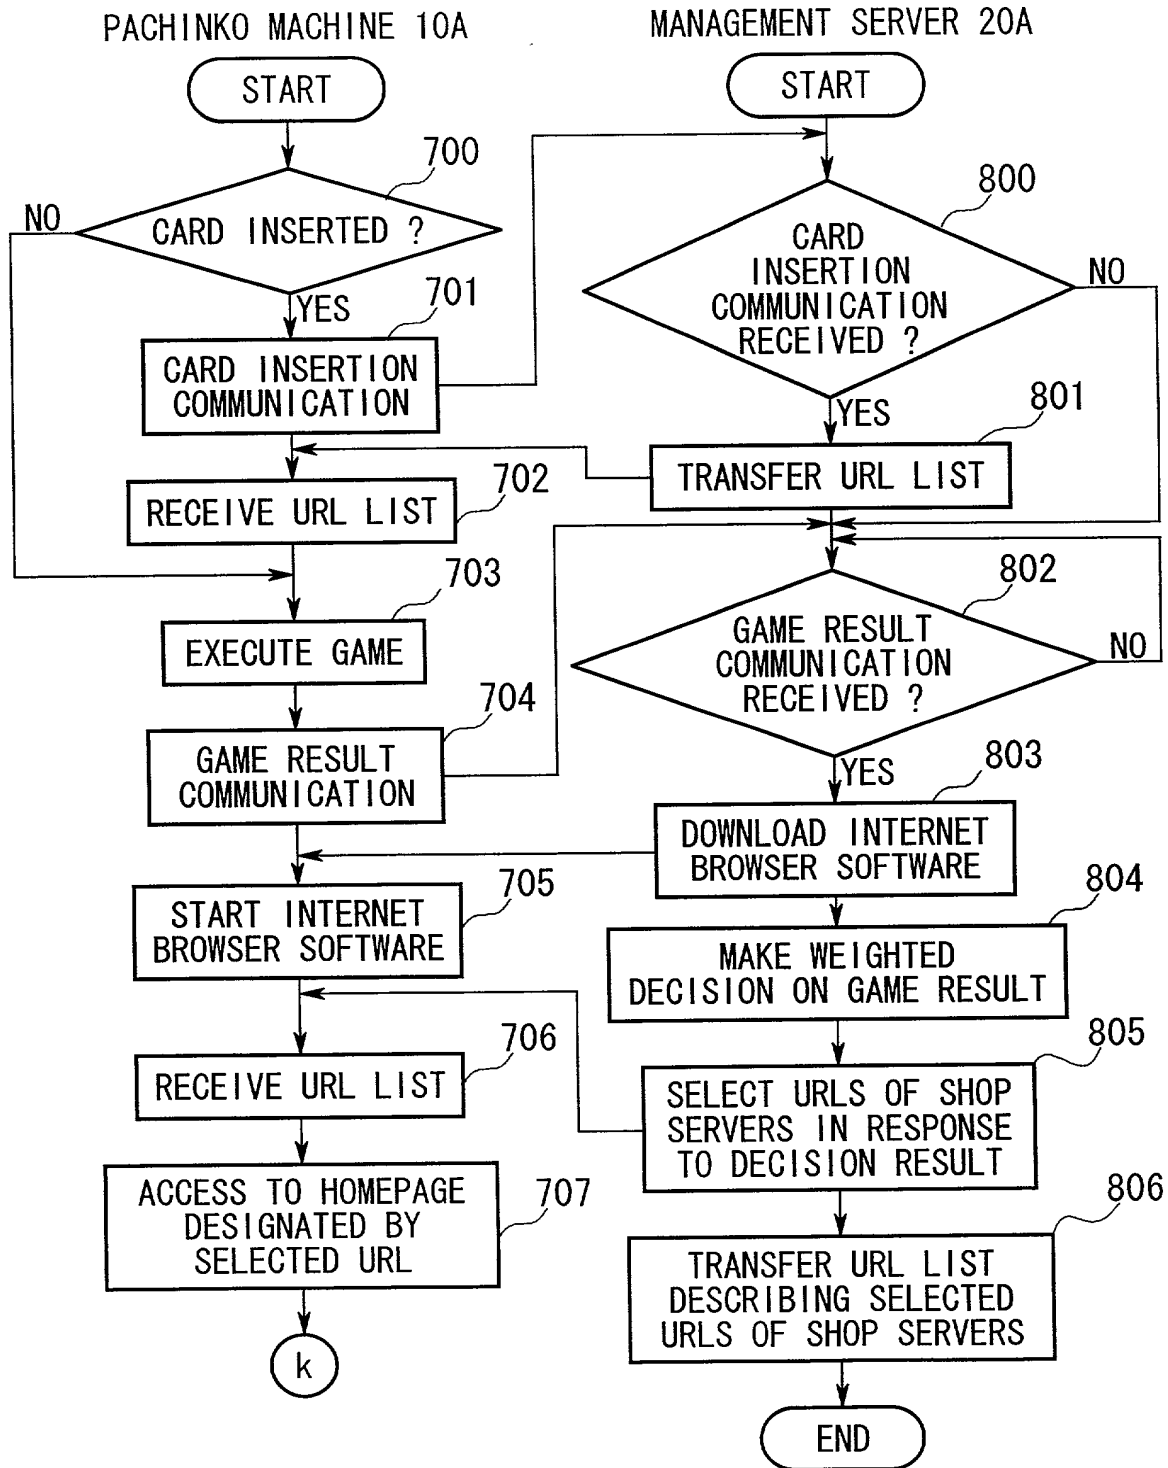 PACHINKO MACHINE 10A
START
700
CARD INSERTED ?
NO
YES
701
CARD INSERTION
COMMUNICATION
702
RECEIVE URL LIST
703
EXECUTE GAME
704
GAME RESULT
COMMUNICATION
705
START INTERNET
BROWSER SOFTWARE
706
RECEIVE URL LIST
707
ACCESS TO HOMEPAGE
DESIGNATED BY
SELECTED URL
k
MANAGEMENT SERVER 20A
START
800
CARD
INSERTION
COMMUNICATION
RECEIVED ?
NO
YES
801
TRANSFER URL LIST
802
GAME RESULT
COMMUNICATION
RECEIVED ?
NO
YES
803
DOWNLOAD INTERNET
BROWSER SOFTWARE
804
MAKE WEIGHTED
DECISION ON GAME RESULT
805
SELECT URLS OF SHOP
SERVERS IN RESPONSE
TO DECISION RESULT
806
TRANSFER URL LIST
DESCRIBING SELECTED
URLS OF SHOP SERVERS
END